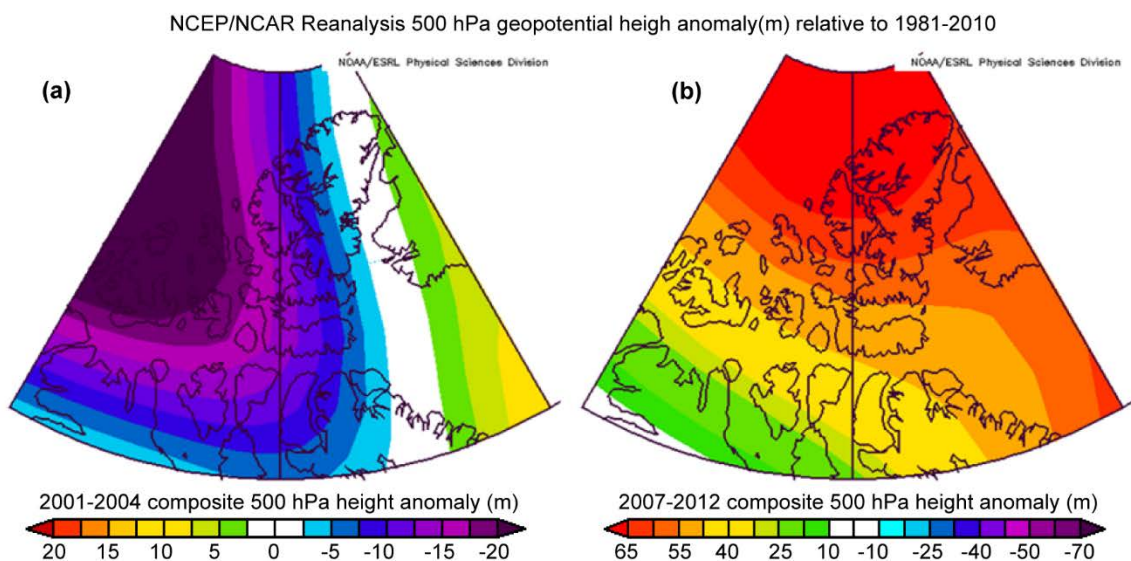 NCEP/NCAR Reanalysis 500 hPa geopotential heigh anomaly(m) relative to 1981-2010
NOAA/ESRL Physical Sciences Division
NOAA/ESRL Physical Sciences Division
(a)
(b)
2001-2004 composite 500 hPa height anomaly (m)
2007-2012 composite 500 hPa height anomaly (m)
20 15 10 5 0 -5 -10 -15 -20
65 55 40 25 10 -10 -25 -40 -50 -70